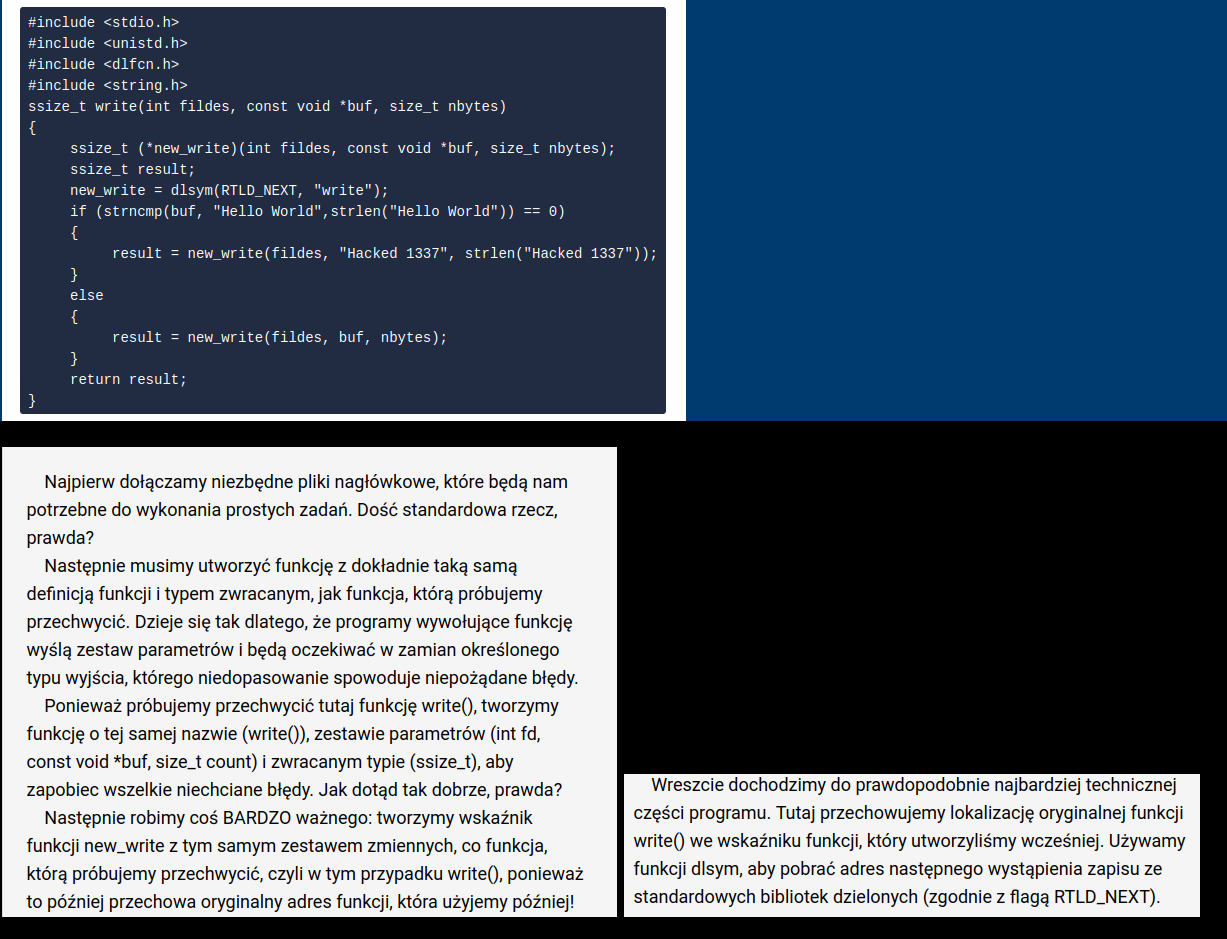 #include <stdio.h>
#include <unistd.h>
#include <dlfcn.h>
#include <string.h>
ssize_t write(int fildes, const void *buf, size_t nbytes)
{
     ssize_t (*new_write)(int fildes, const void *buf, size_t nbytes);
     ssize_t result;
     new_write = dlsym(RTLD_NEXT, "write");
     if (strncmp(buf, "Hello World",strlen("Hello World")) == 0)
     {
          result = new_write(fildes, "Hacked 1337", strlen("Hacked 1337"));
     }
     else
     {
          result = new_write(fildes, buf, nbytes);
     }
     return result;
}
Najpierw dołączamy niezbędne pliki nagłówkowe, które będą nam
potrzebne do wykonania prostych zadań. Dość standardowa rzecz,
prawda?
Następnie musimy utworzyć funkcję z dokładnie taką samą
definicją funkcji i typem zwracanym, jak funkcja, którą próbujemy
przechwycić. Dzieje się tak dlatego, że programy wywołujące funkcję
wyślą zestaw parametrów i będą oczekiwać w zamian określonego
typu wyjścia, którego niedopasowanie spowoduje niepożądane błędy.
Ponieważ próbujemy przechwycić tutaj funkcję write(), tworzymy
funkcję o tej samej nazwie (write()), zestawie parametrów (int fd,
const void *buf, size_t count) i zwracanym typie (ssize_t), aby
zapobiec wszelkie niechciane błędy. Jak dotąd tak dobrze, prawda?
Następnie robimy coś BARDZO ważnego: tworzymy wskaźnik
funkcji new_write z tym samym zestawem zmiennych, co funkcja,
którą próbujemy przechwycić, czyli w tym przypadku write(), ponieważ
to później przechowa oryginalny adres funkcji, która użyjemy później!
Wreszcie dochodzimy do prawdopodobnie najbardziej technicznej
części programu. Tutaj przechowujemy lokalizację oryginalnej funkcji
write() we wskaźniku funkcji, który utworzyliśmy wcześniej. Używamy
funkcji dlsym, aby pobrać adres następnego wystąpienia zapisu ze
standardowych bibliotek dzielonych (zgodnie z flagą RTLD_NEXT).